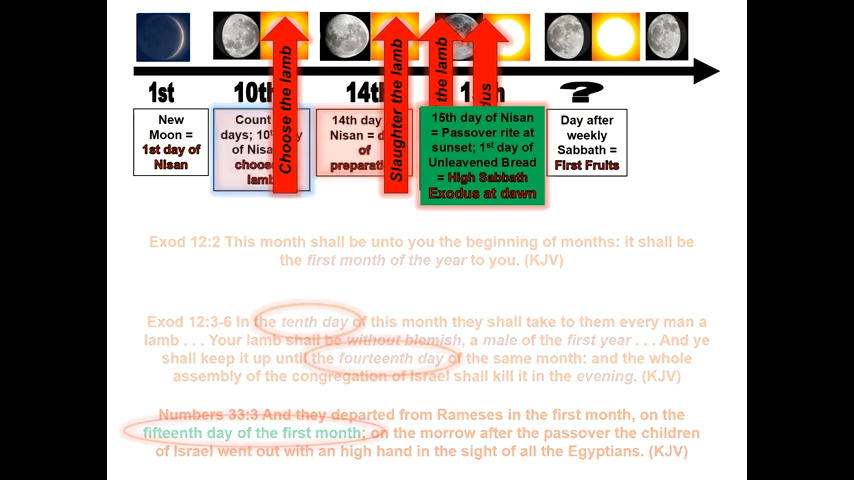 Choose the lamb
Slaughter the lamb
the lamb
dus
1st
10th
14th
?
New
Moon =
1st day of
Nisan
Count
days; 10
of Nisa
choos
lamb
14th day
Nisan = d
of
preparati
15th day of Nisan
= Passover rite at
sunset; 1st day of
Unleavened Bread
= High Sabbath
Exodus at dawn
Day after
weekly
Sabbath =
First Fruits
Exod 12:2 This month shall be unto you the beginning of months: it shall be
the first month of the year to you. (KJV)
Exod 12:3-6 In the tenth day of this month they shall take to them every man a
lamb . . . Your lamb shall be without blemish, a male of the first year . . . And ye
shall keep it up until the fourteenth day of the same month: and the whole
assembly of the congregation of Israel shall kill it in the evening. (KJV)
Numbers 33:3 And they departed from Rameses in the first month, on the
fifteenth day of the first month; on the morrow after the passover the children
of Israel went out with an high hand in the sight of all the Egyptians. (KJV)